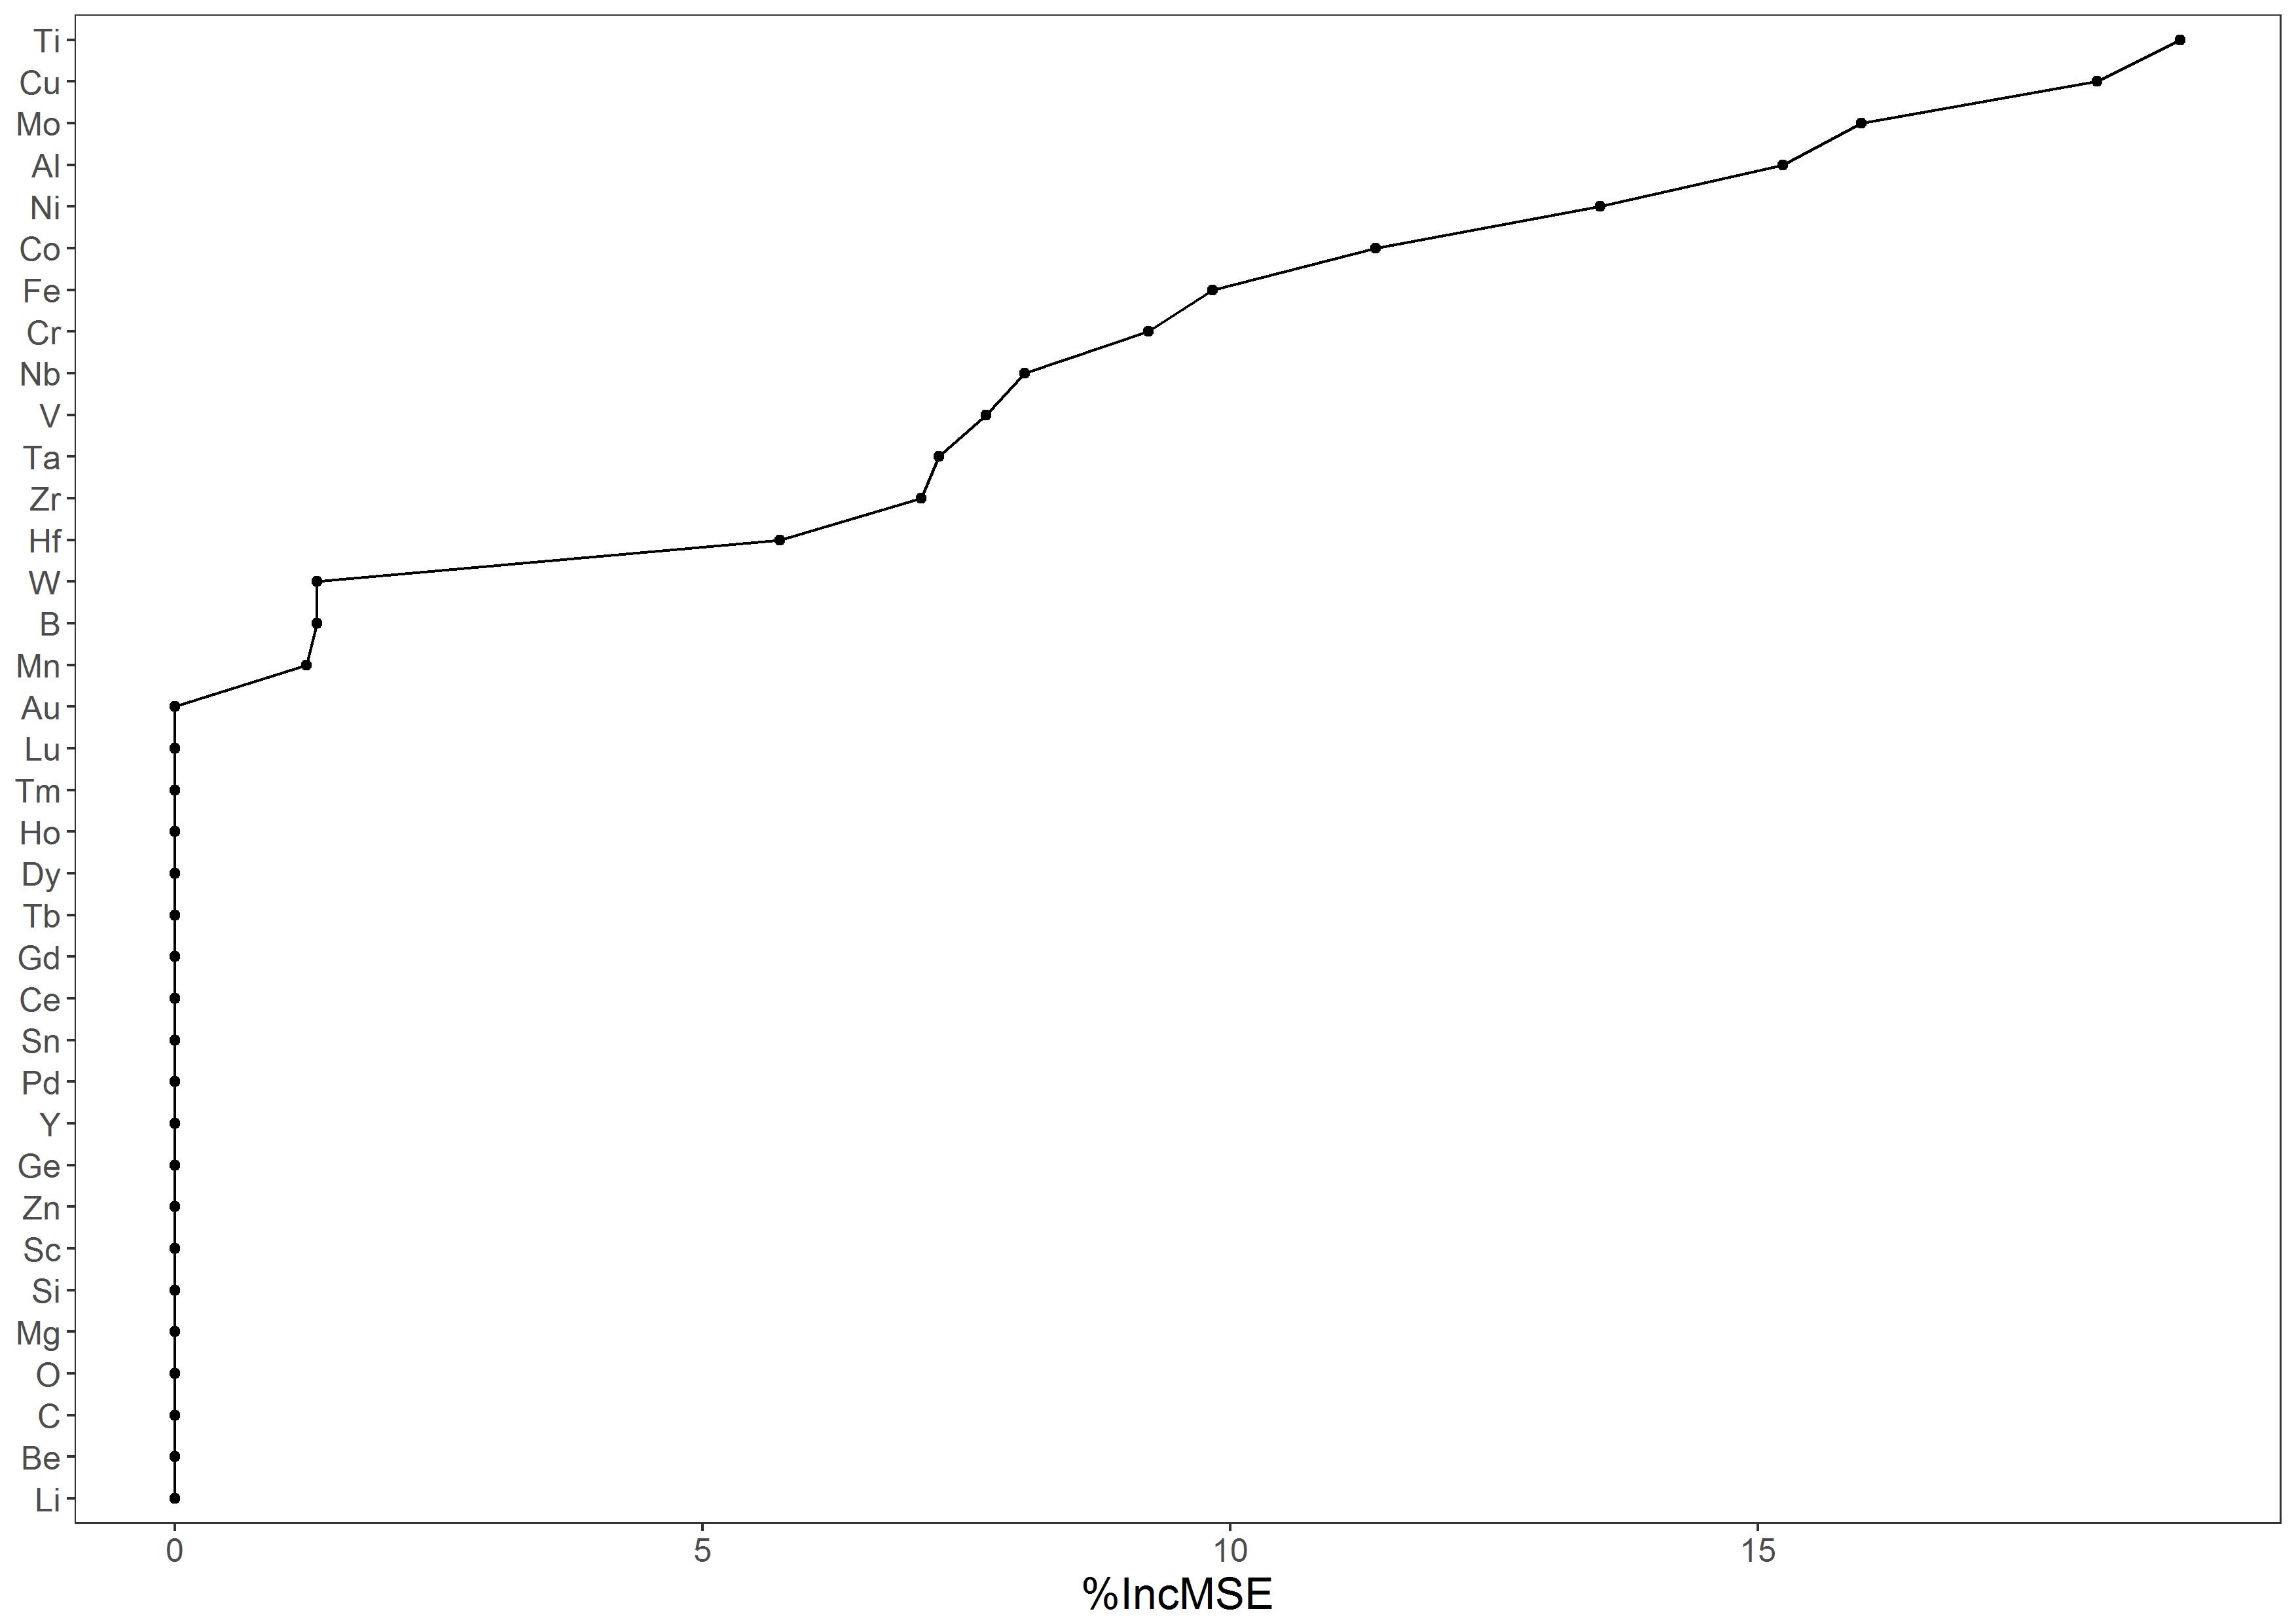 Ti
Cu
Mo
Al
Ni
Co
Fe
Cr
Nb
V
Ta
Zr
Hf
W
B
Mn
Au
Lu
Tm
Ho
Dy
Tb
Gd
Ce
Sn
Pd
Y
Ge
Zn
Sc
Si
Mg
O
C
Be
Li
0 5 10 15
%IncMSE